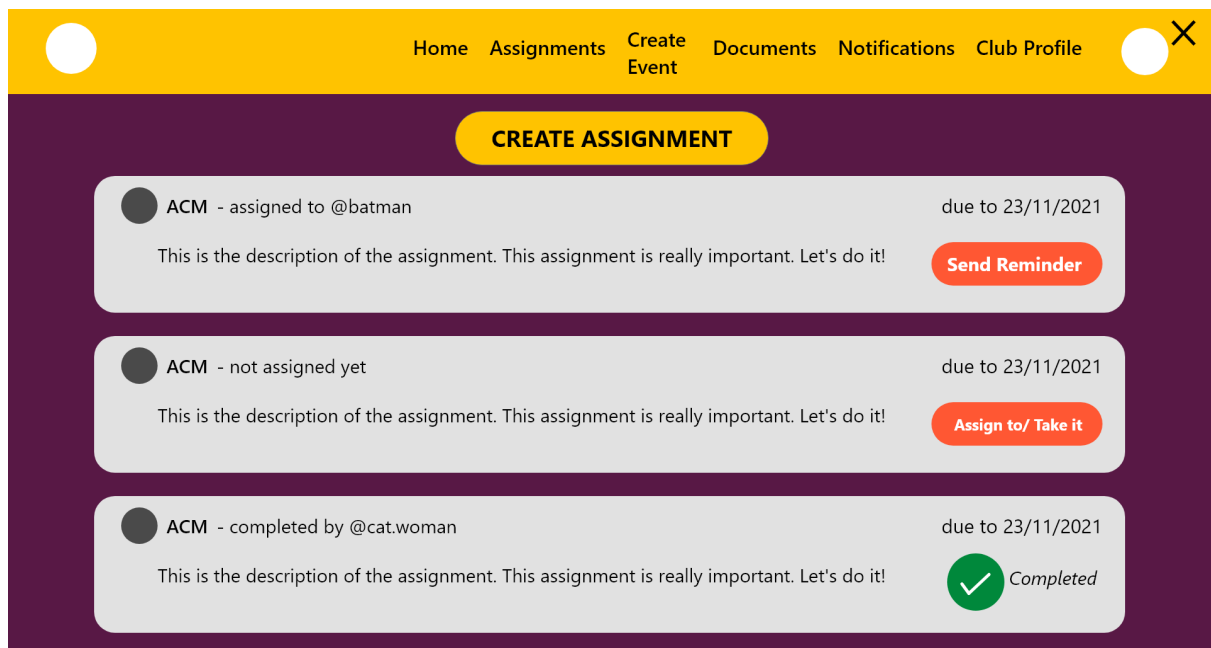 Home Assignments Create Event Documents Notifications Club Profile
CREATE ASSIGNMENT
ACM - assigned to @batman due to 23/11/2021
This is the description of the assignment. This assignment is really important. Let's do it! Send Reminder
ACM - not assigned yet due to 23/11/2021
This is the description of the assignment. This assignment is really important. Let's do it! Assign to/ Take it
ACM - completed by @cat.woman due to 23/11/2021
This is the description of the assignment. This assignment is really important. Let's do it! Completed